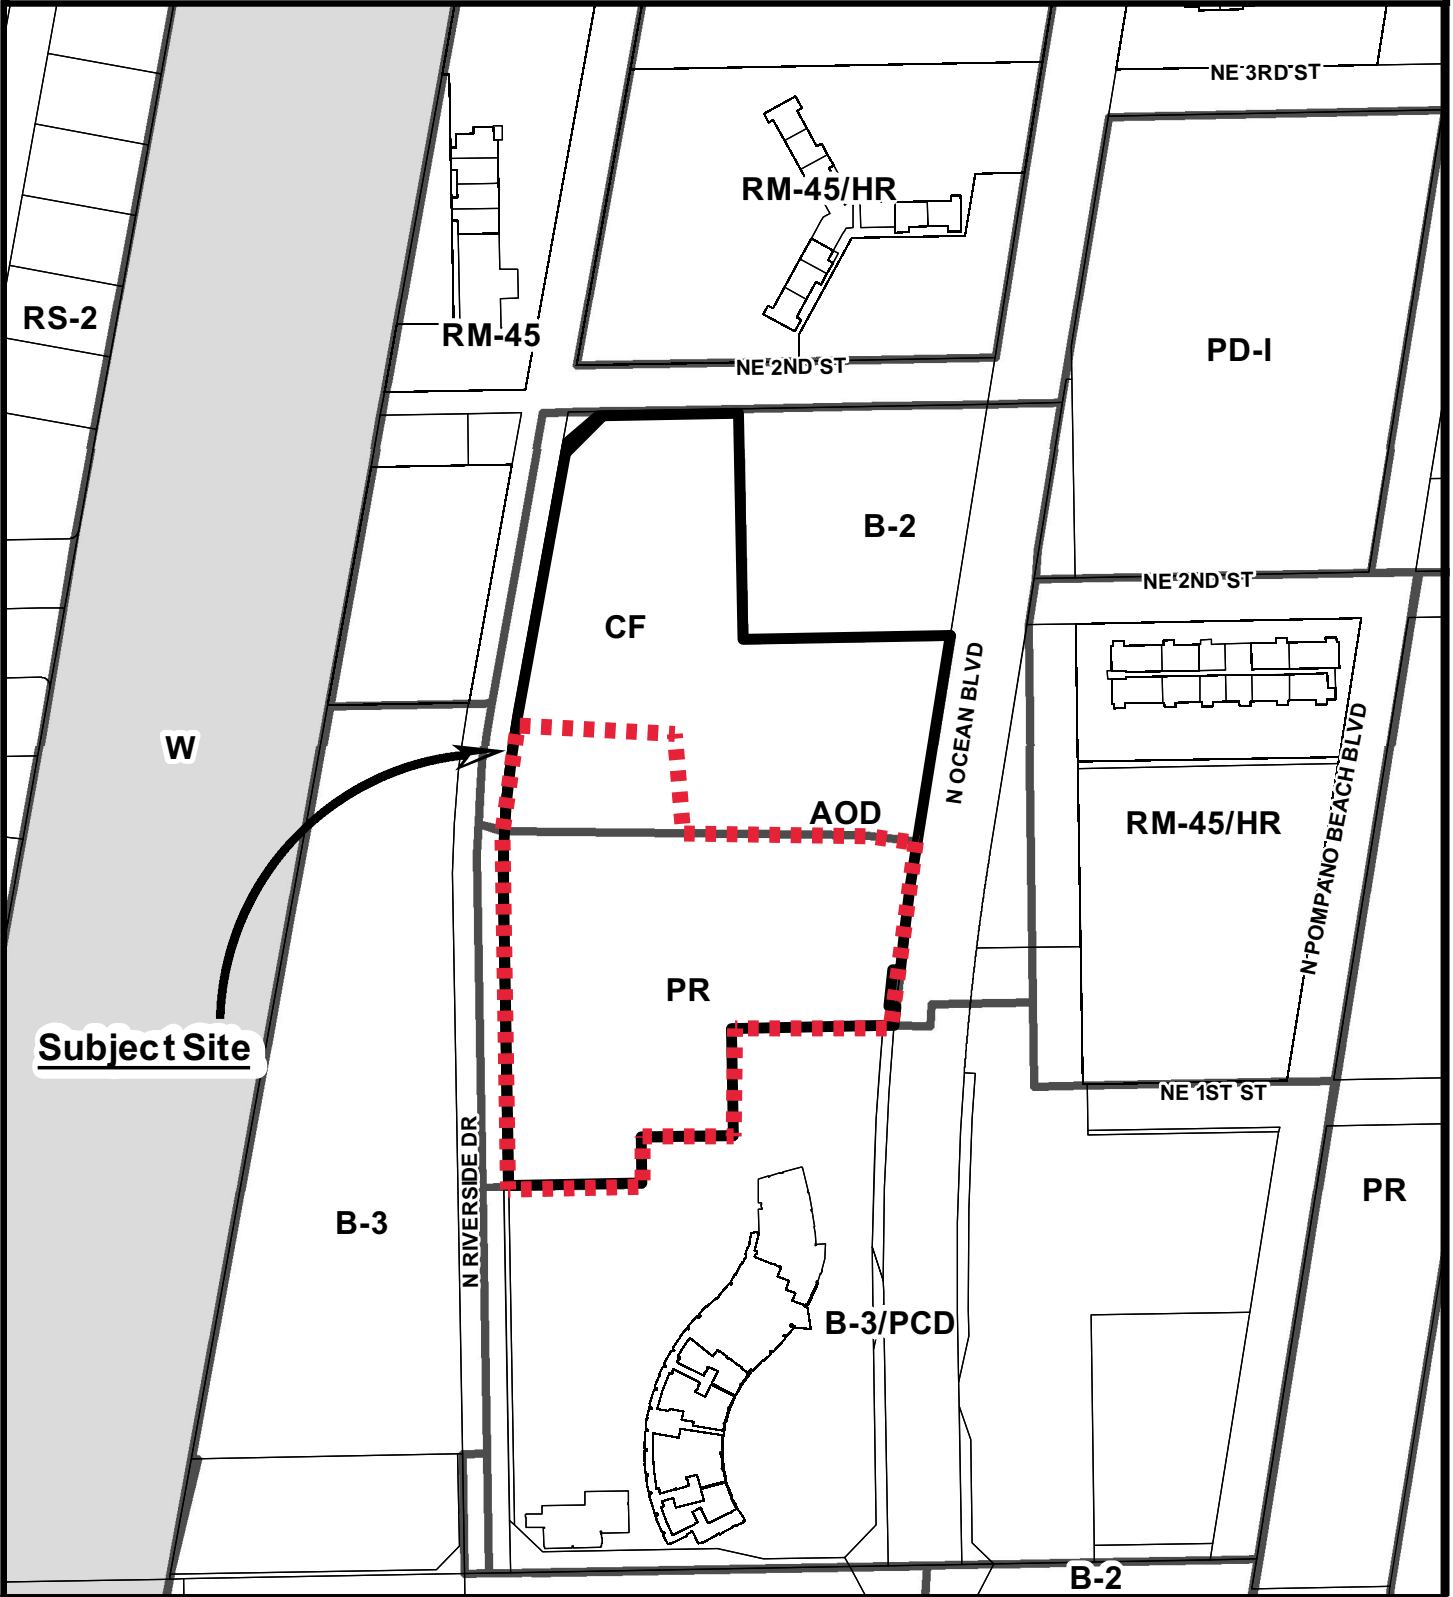 NE 3RD ST
RM-45/HR
RS-2
RM-45
PD-I
NE 2ND ST
B-2
NE 2ND ST
CF
N OCEAN BLVD
W
N POMPANO BEACH BLVD
AOD
RM-45/HR
PR
Subject Site
NE 1ST ST
N RIVERSIDE DR
PR
B-3
B-3/PCD
B-2